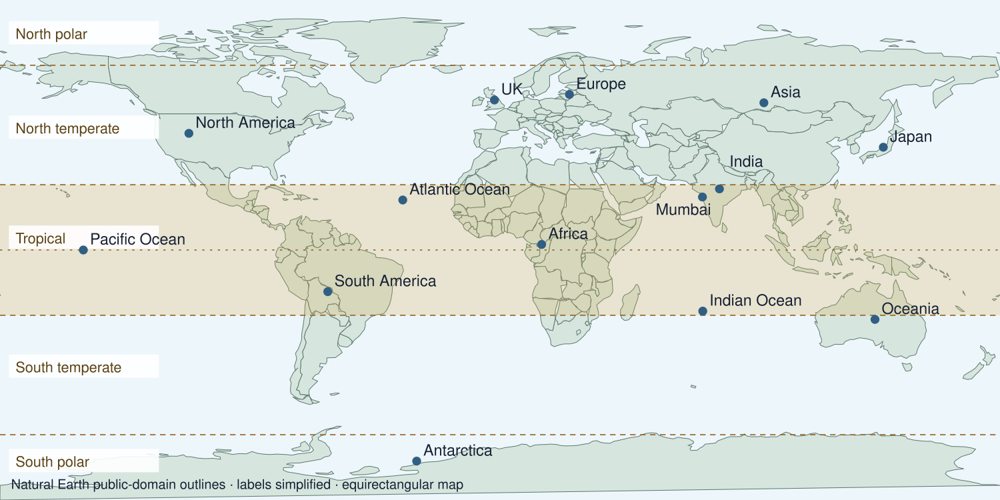 North polar
UK
Europe
Asia
North America
North temperate
Japan
India
Atlantic Ocean
Mumbai
Africa
Tropical
Pacific Ocean
South America
Indian Ocean
Oceania
South temperate
Antarctica
South polar
Natural Earth public-domain outlines · labels simplified · equirectangular map